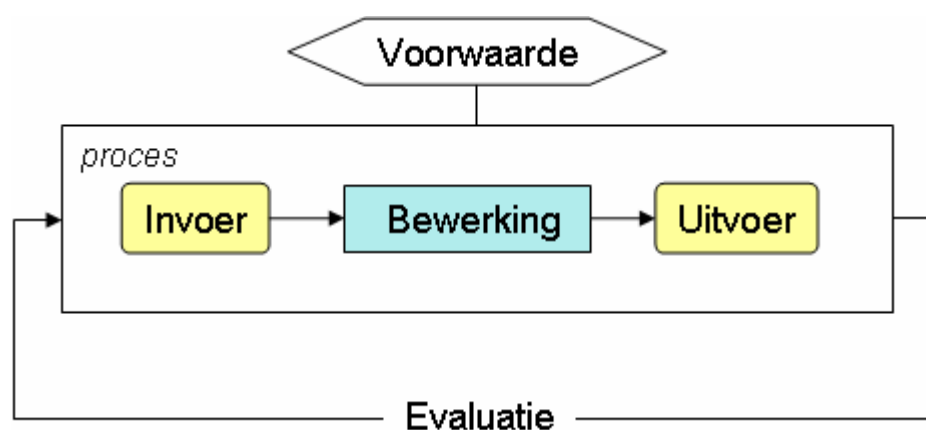 Voorwaarde
proces
Invoer
Bewerking
Uitvoer
Evaluatie